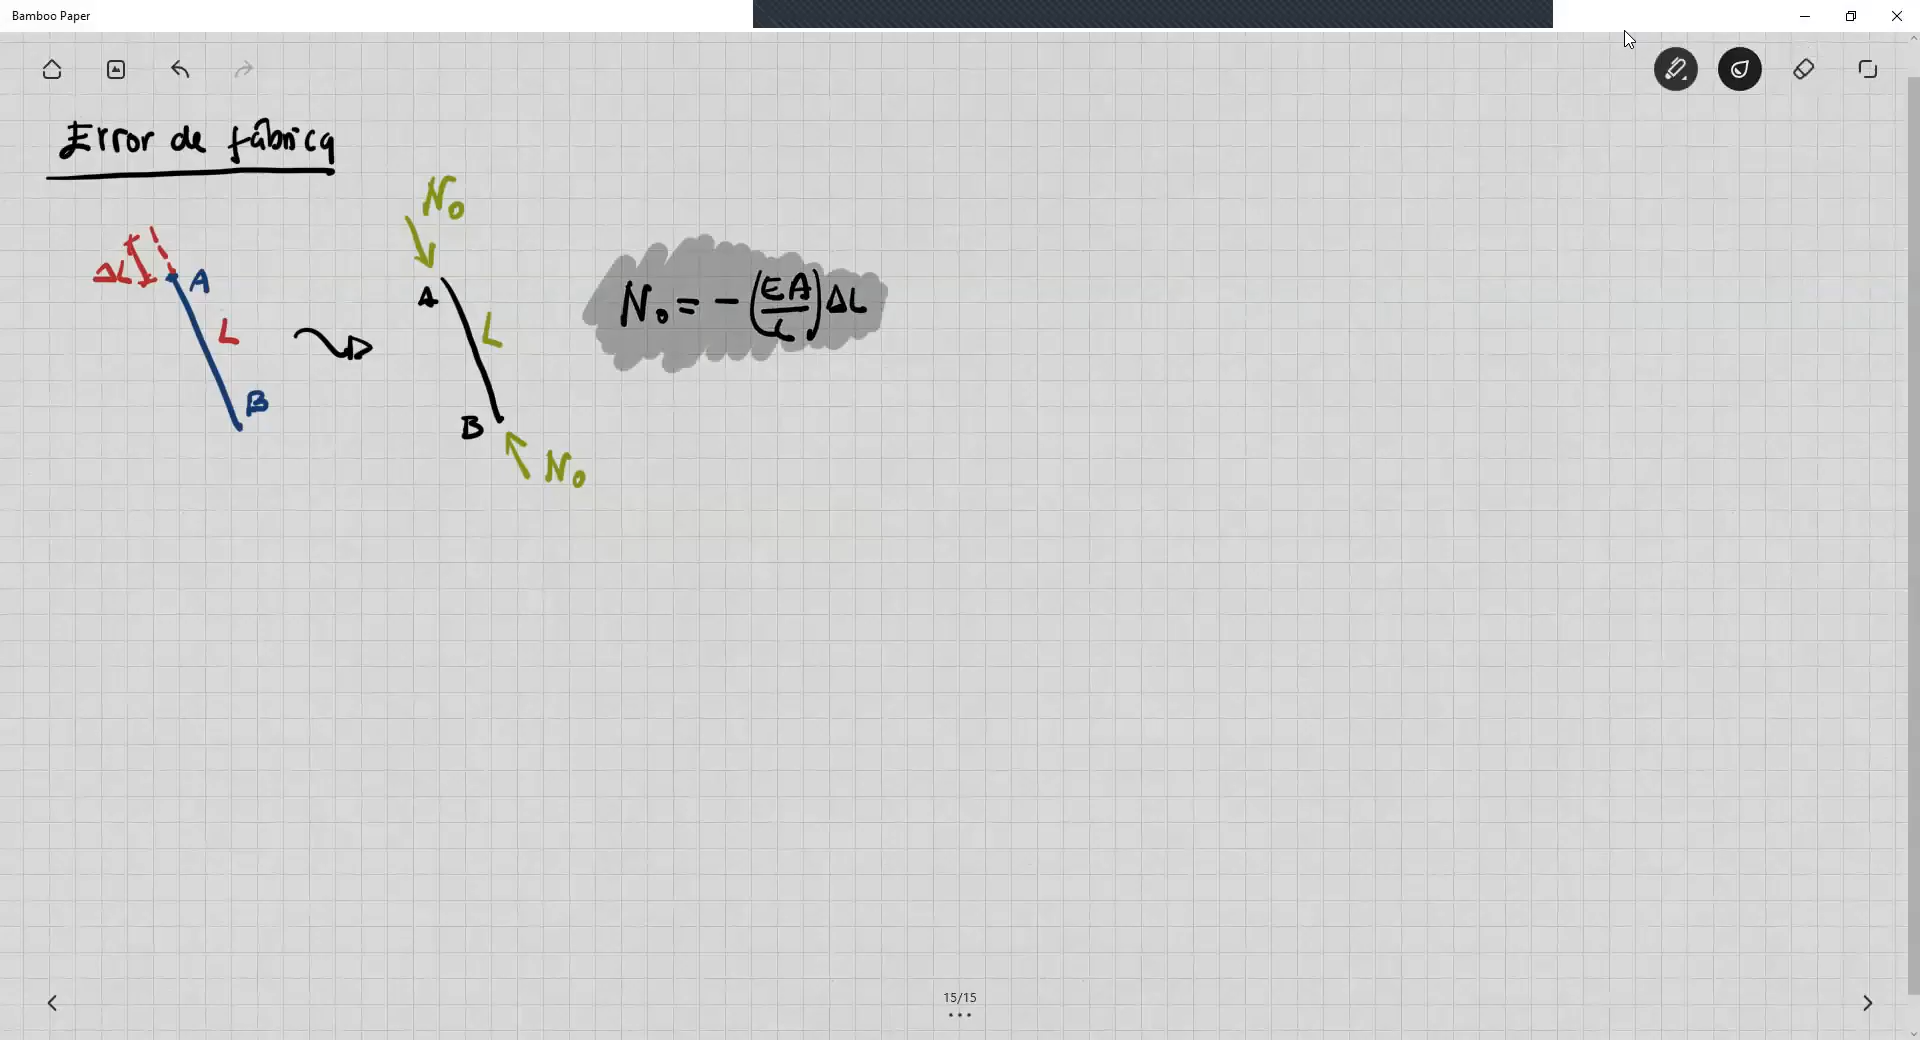 Bamboo Paper
Error de fábrica
N₀
ΔL
A
L
B
A
L
B
N₀
N₀ = - (EA/L) ΔL
15/15